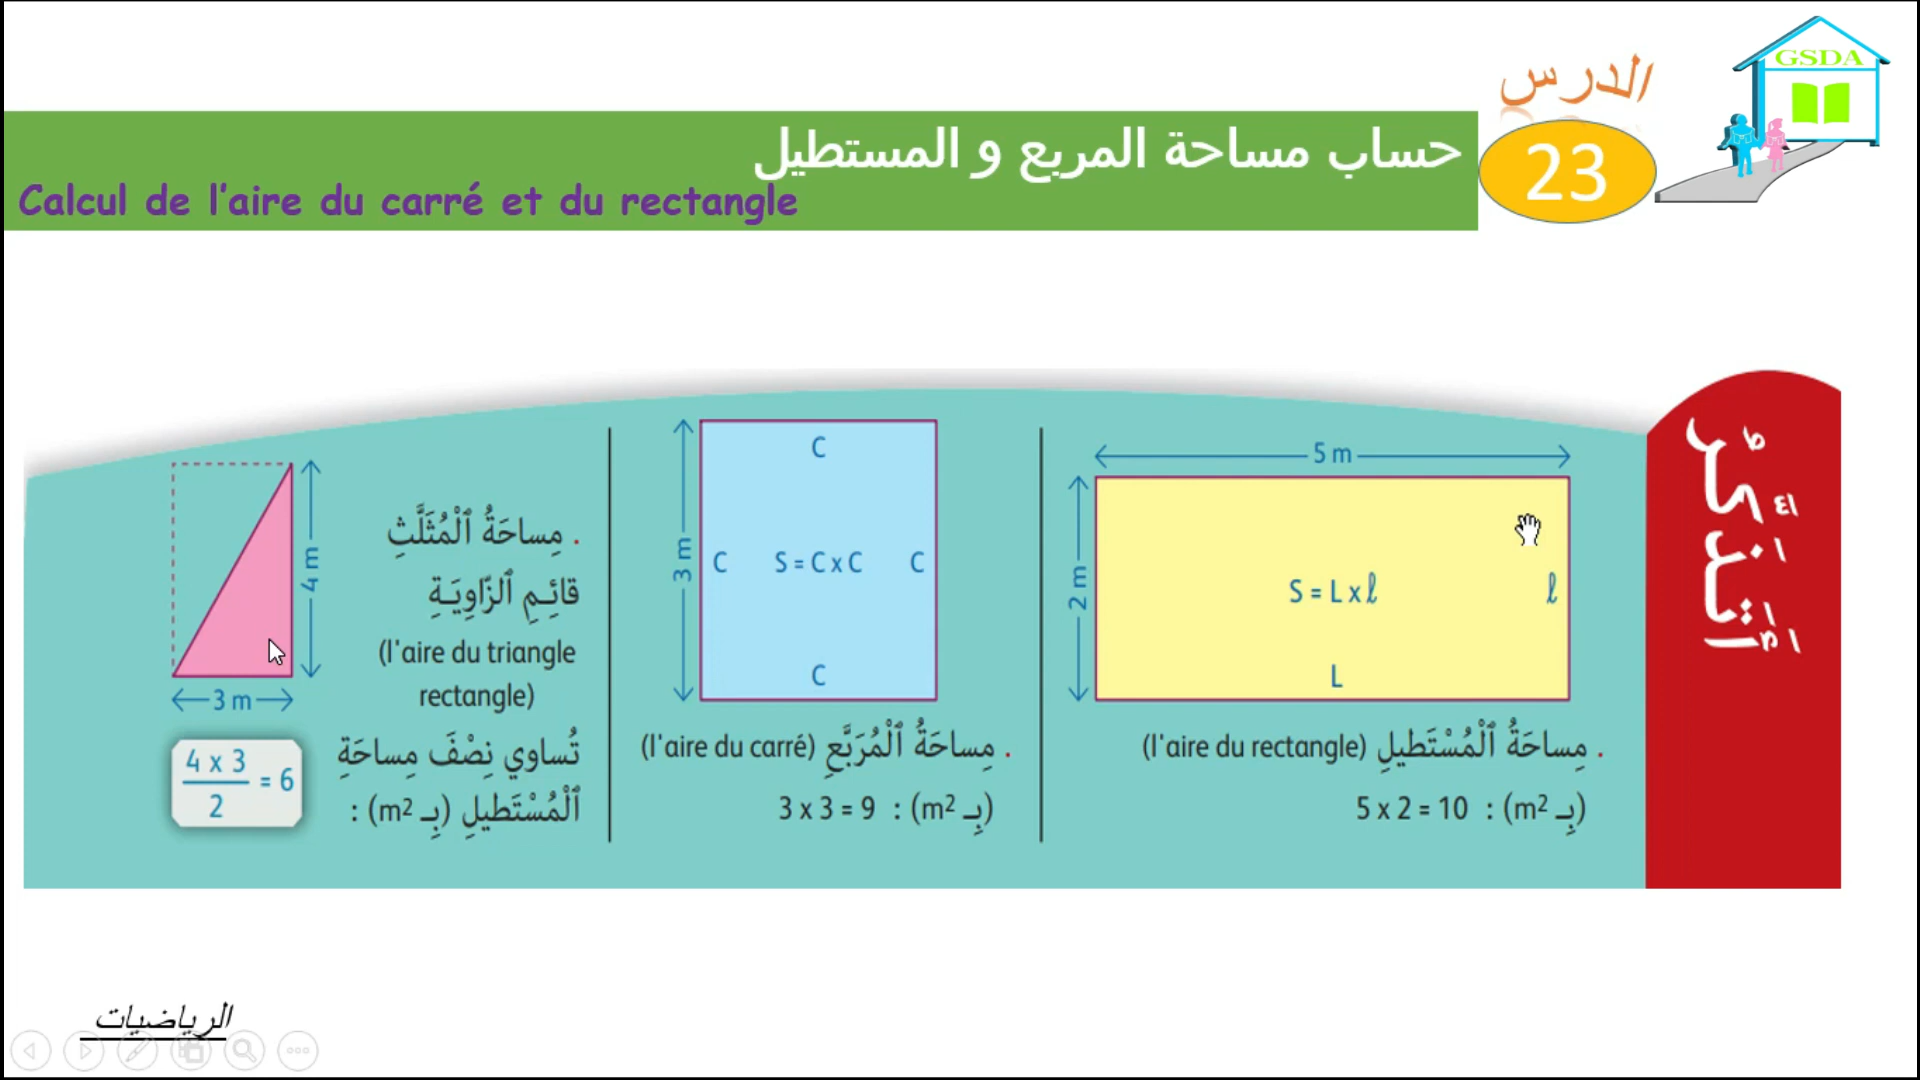 GSDA
الدرس
23
حساب مساحة المربع و المستطيل
Calcul de l'aire du carré et du rectangle
أَتَذَكَّرُ
5 m
2 m
S = L x ℓ
ℓ
L
. مِساحَةُ ٱلْمُسْتَطيلِ (l'aire du rectangle)
(بِـ m²) : 5 x 2 = 10
3 m
C
C S = C x C C
C
. مِساحَةُ ٱلْمُرَبَّعِ (l'aire du carré)
(بِـ m²) : 3 x 3 = 9
. مِساحَةُ ٱلْمُثَلَّثِ
قائِـمِ ٱلزّاوِيَـةِ
(l'aire du triangle
rectangle)
تُساوي نِصْفَ مِساحَةِ
ٱلْمُسْتَطيلِ (بِـ m²) :
4 m
3 m
4 x 3
2
= 6
الرياضيات